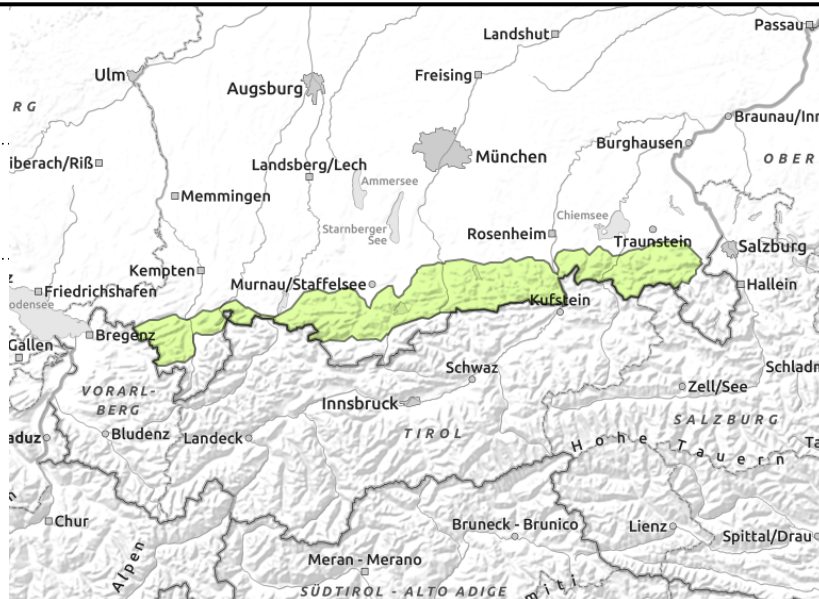 Passau
Landshut
Ulm
Augsburg
Freising
R G
Braunau/Inn
Burghausen
iberach/Riß
Landsberg/Lech
München
OBER
Ammersee
Memmingen
Starnberger
See
Chiemsee
Rosenheim
Traunstein
Salzburg
Kempten
Murnau/Staffelsee
Hallein
Friedrichshafen
odensee
Kufstein
Bregenz
Gallen
Schwaz
Schladm
VORARL-
BERG
Innsbruck
Zell/See
SALZBURG
Bludenz
Landeck
TIROL
aduz
Hohe Tauern
Ta
Chur
Bruneck - Brunico
Lienz
Spittal/Drau
Alpen
Meran - Merano
SÜDTIROL - ALTO ADIGE
miti